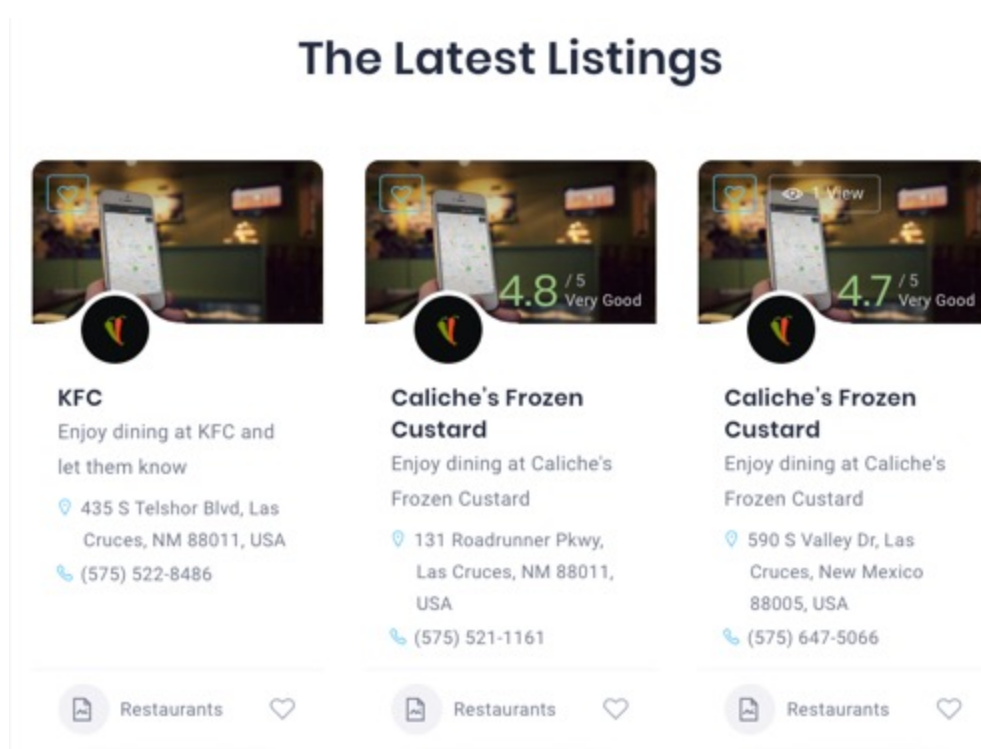 The Latest Listings
KFC
Enjoy dining at KFC and
let them know
435 S Telshor Blvd, Las
Cruces, NM 88011, USA
(575) 522-8486
Restaurants
4.8 / 5
Very Good
Caliche's Frozen
Custard
Enjoy dining at Caliche's
Frozen Custard
131 Roadrunner Pkwy,
Las Cruces, NM 88011,
USA
(575) 521-1161
Restaurants
1 View
4.7 / 5
Very Good
Caliche's Frozen
Custard
Enjoy dining at Caliche's
Frozen Custard
590 S Valley Dr, Las
Cruces, New Mexico
88005, USA
(575) 647-5066
Restaurants